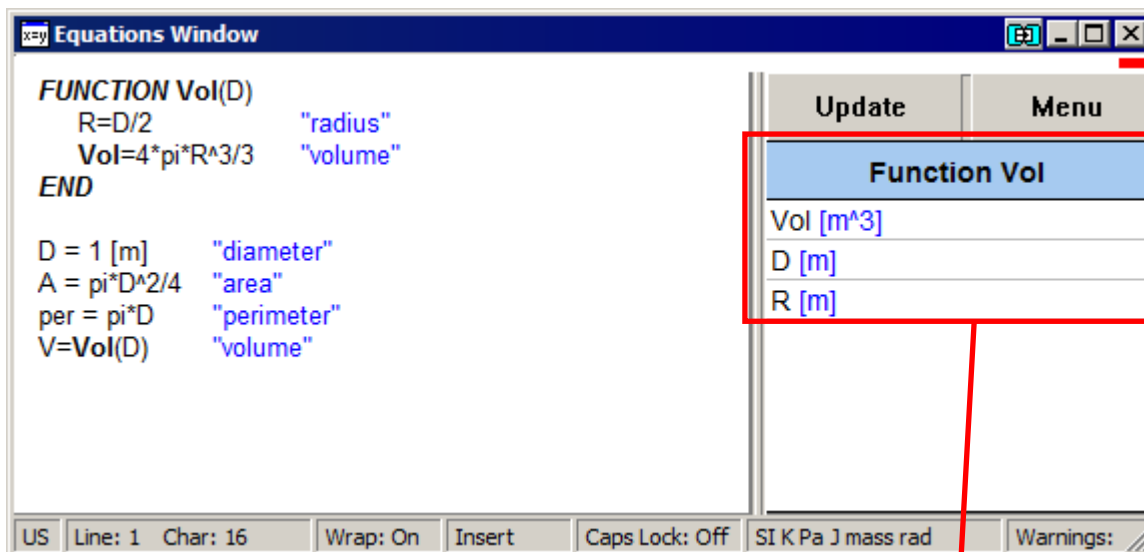 x=y Equations Window
FUNCTION Vol(D)
R=D/2 "radius"
Vol=4*pi*R^3/3 "volume"
END
D = 1 [m] "diameter"
A = pi*D^2/4 "area"
per = pi*D "perimeter"
V=Vol(D) "volume"
Update Menu
Function Vol
Vol [m^3]
D [m]
R [m]
US Line: 1 Char: 16 Wrap: On Insert Caps Lock: Off SI K Pa J mass rad Warnings: